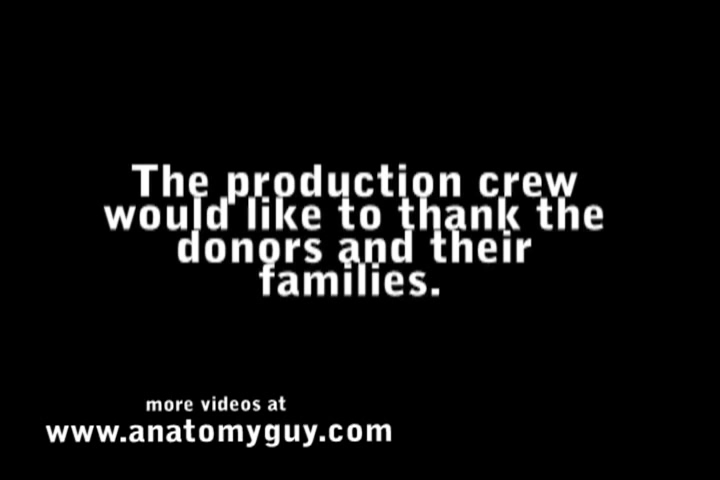 The production crew
would like to thank the
donors and their
families.
more videos at
www.anatomyguy.com